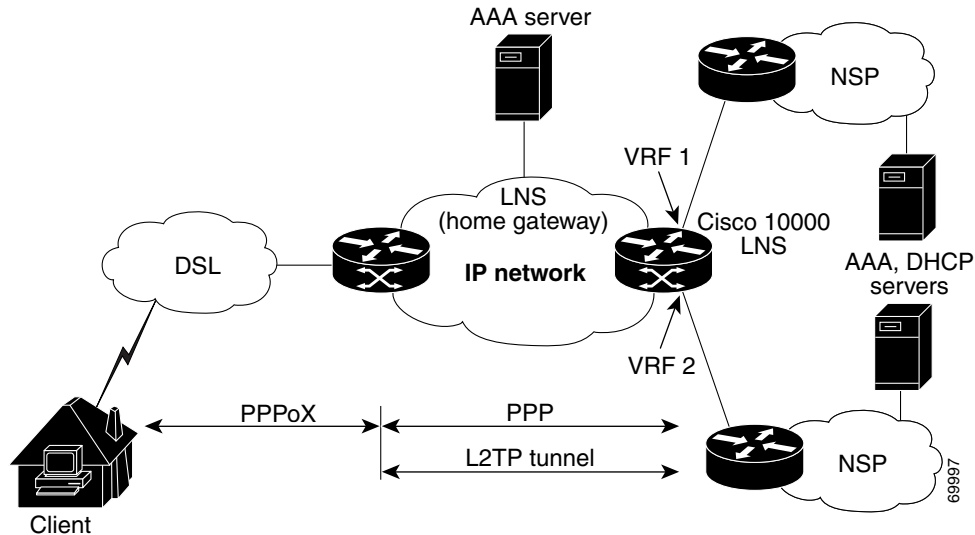 AAA server
NSP
VRF 1
LNS
(home gateway)
Cisco 10000
LNS
DSL
IP network
AAA, DHCP
servers
VRF 2
PPPoX
PPP
L2TP tunnel
NSP
69997
Client